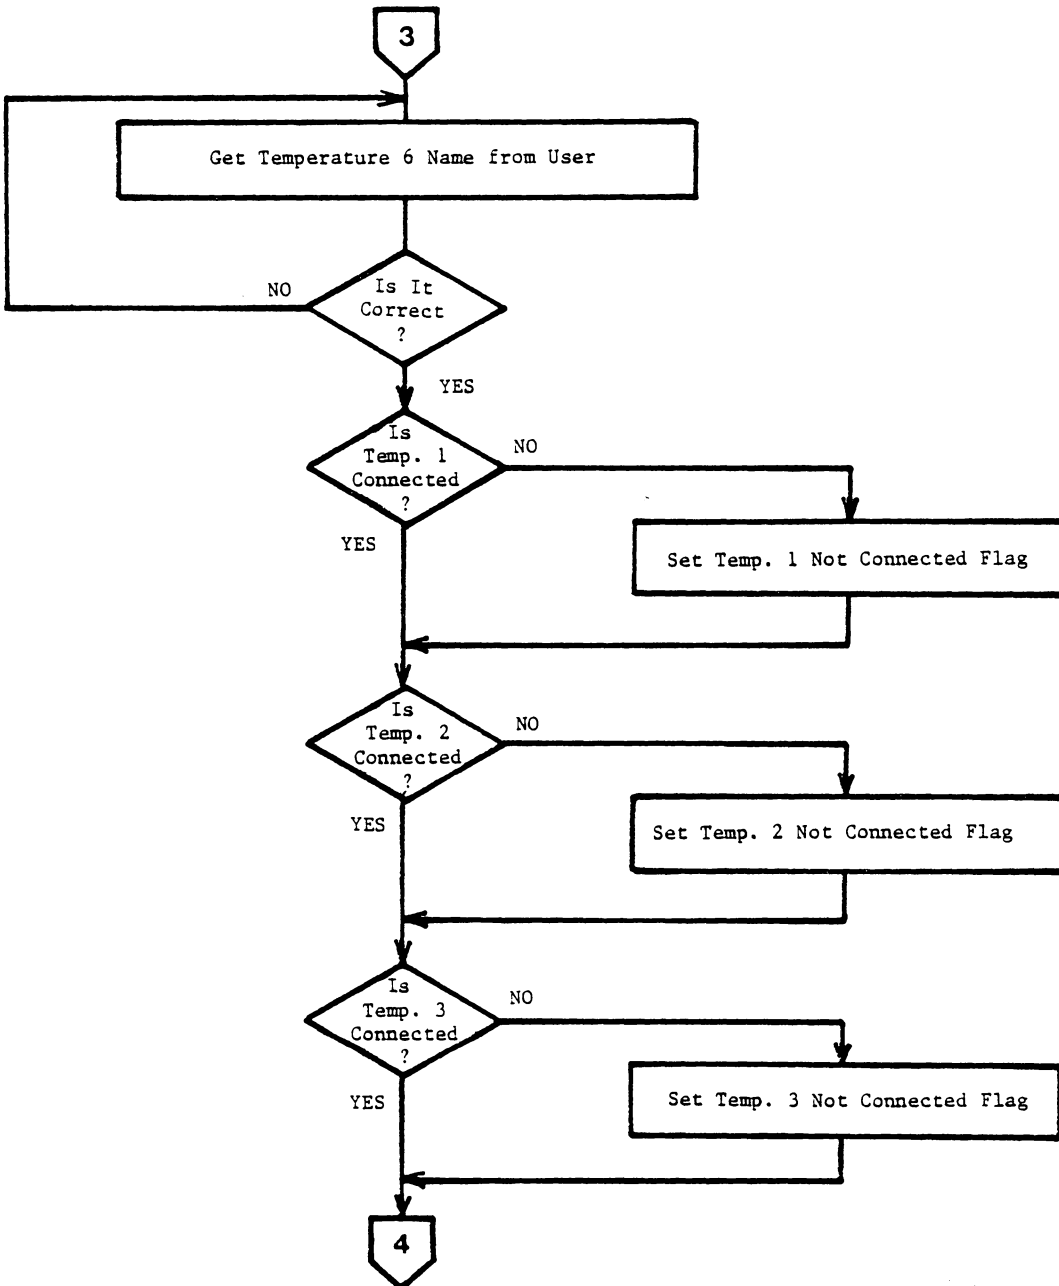 3
Get Temperature 6 Name from User
NO
Is It
Correct
?
YES
Is
Temp. 1
Connected
?
NO
YES
Set Temp. 1 Not Connected Flag
Is
Temp. 2
Connected
?
NO
YES
Set Temp. 2 Not Connected Flag
Is
Temp. 3
Connected
?
NO
YES
Set Temp. 3 Not Connected Flag
4